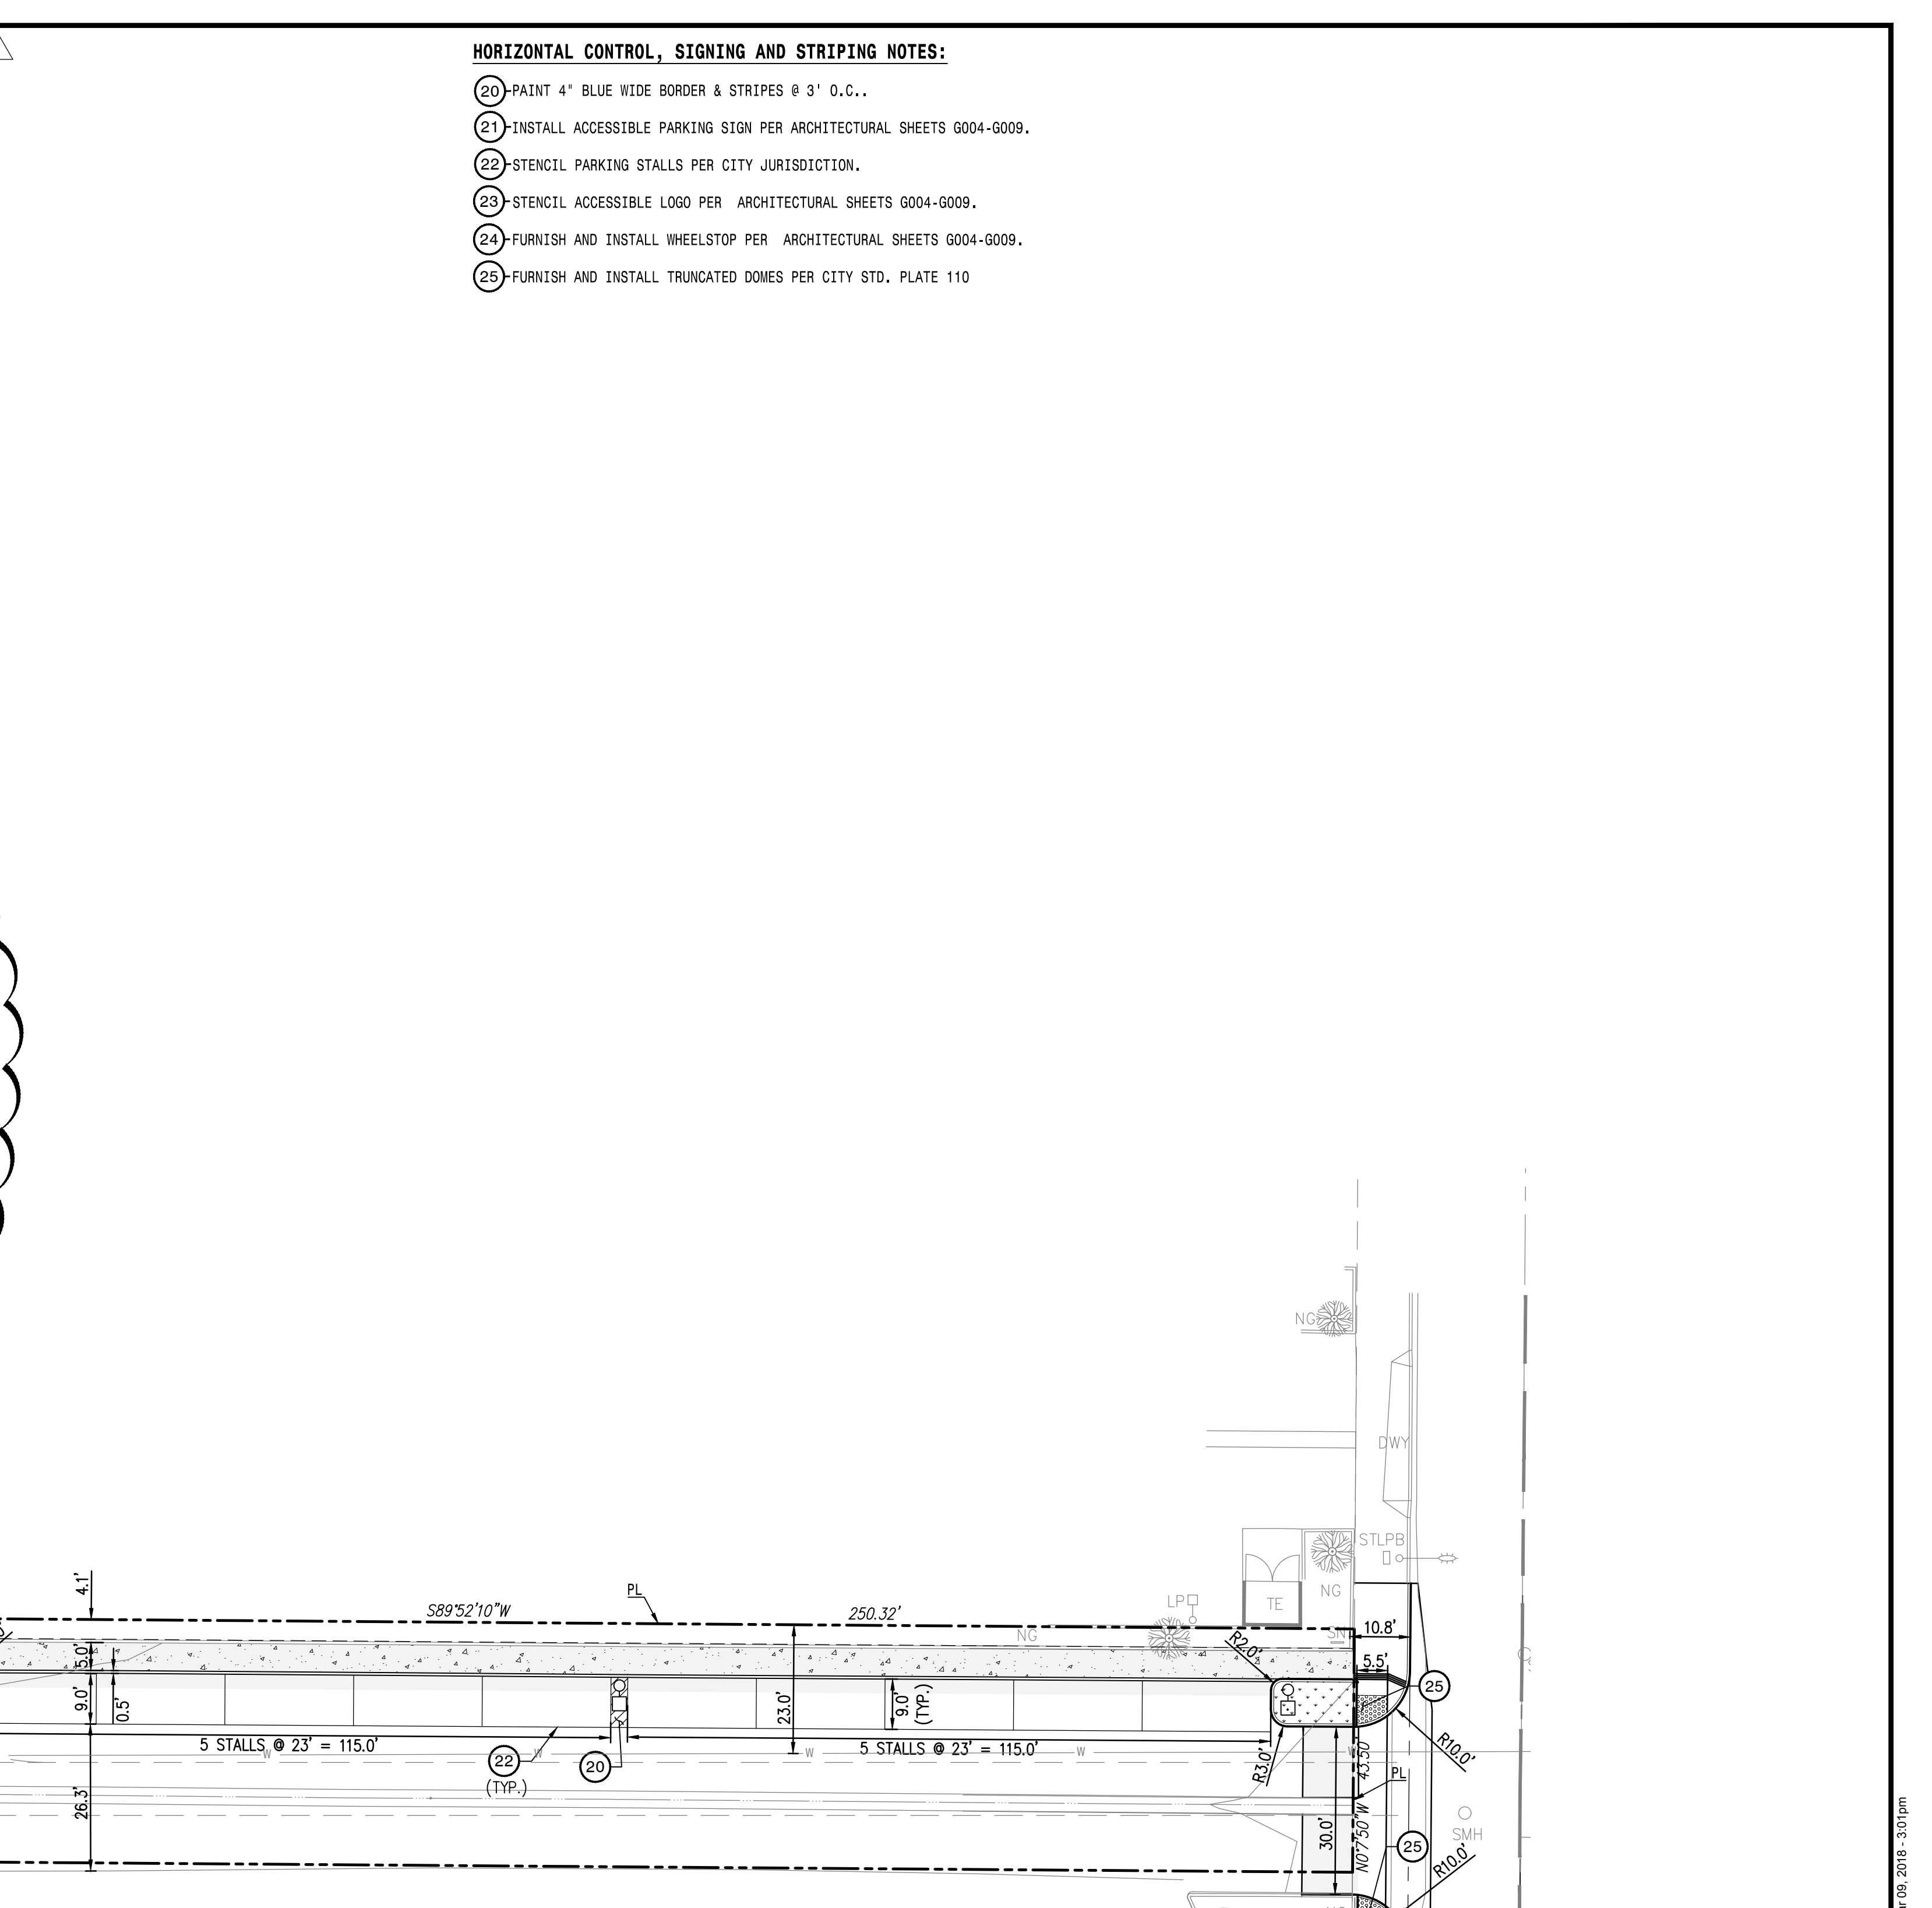 HORIZONTAL CONTROL, SIGNING AND STRIPING NOTES:
20 PAINT 4" BLUE WIDE BORDER & STRIPES @ 3' O.C..
21 INSTALL ACCESSIBLE PARKING SIGN PER ARCHITECTURAL SHEETS G004-G009.
22 STENCIL PARKING STALLS PER CITY JURISDICTION.
23 STENCIL ACCESSIBLE LOGO PER ARCHITECTURAL SHEETS G004-G009.
24 FURNISH AND INSTALL WHEELSTOP PER ARCHITECTURAL SHEETS G004-G009.
25 FURNISH AND INSTALL TRUNCATED DOMES PER CITY STD. PLATE 110
NG
DWY
STLPB
NG
TE
LP
4.1'
S89°52'10"W
PL
250.32'
NG
SN
10.8'
R2.0'
5.0'
5.5'
25
9.0'
0.5'
23.0'
9.0'
(TYP.)
5 STALLS @ 23' = 115.0'
W
22
(TYP.)
W
20
W
5 STALLS @ 23' = 115.0'
W
W
R3.0'
43.50'
R10.0'
PL
26.3'
30.0'
N0°7'50"W
25
SMH
R10.0'
09, 2018 - 3:01pm